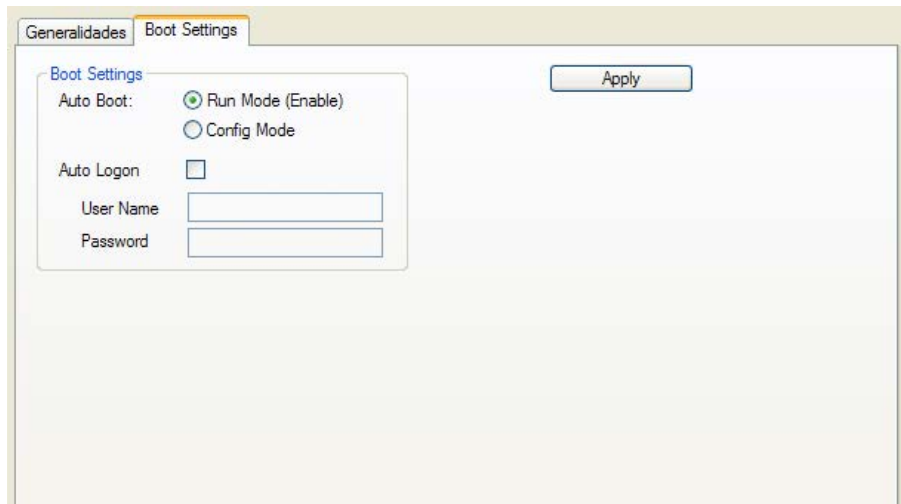 Generalidades Boot Settings
Boot Settings
Apply
Auto Boot: Run Mode (Enable)
Config Mode
Auto Logon
User Name
Password